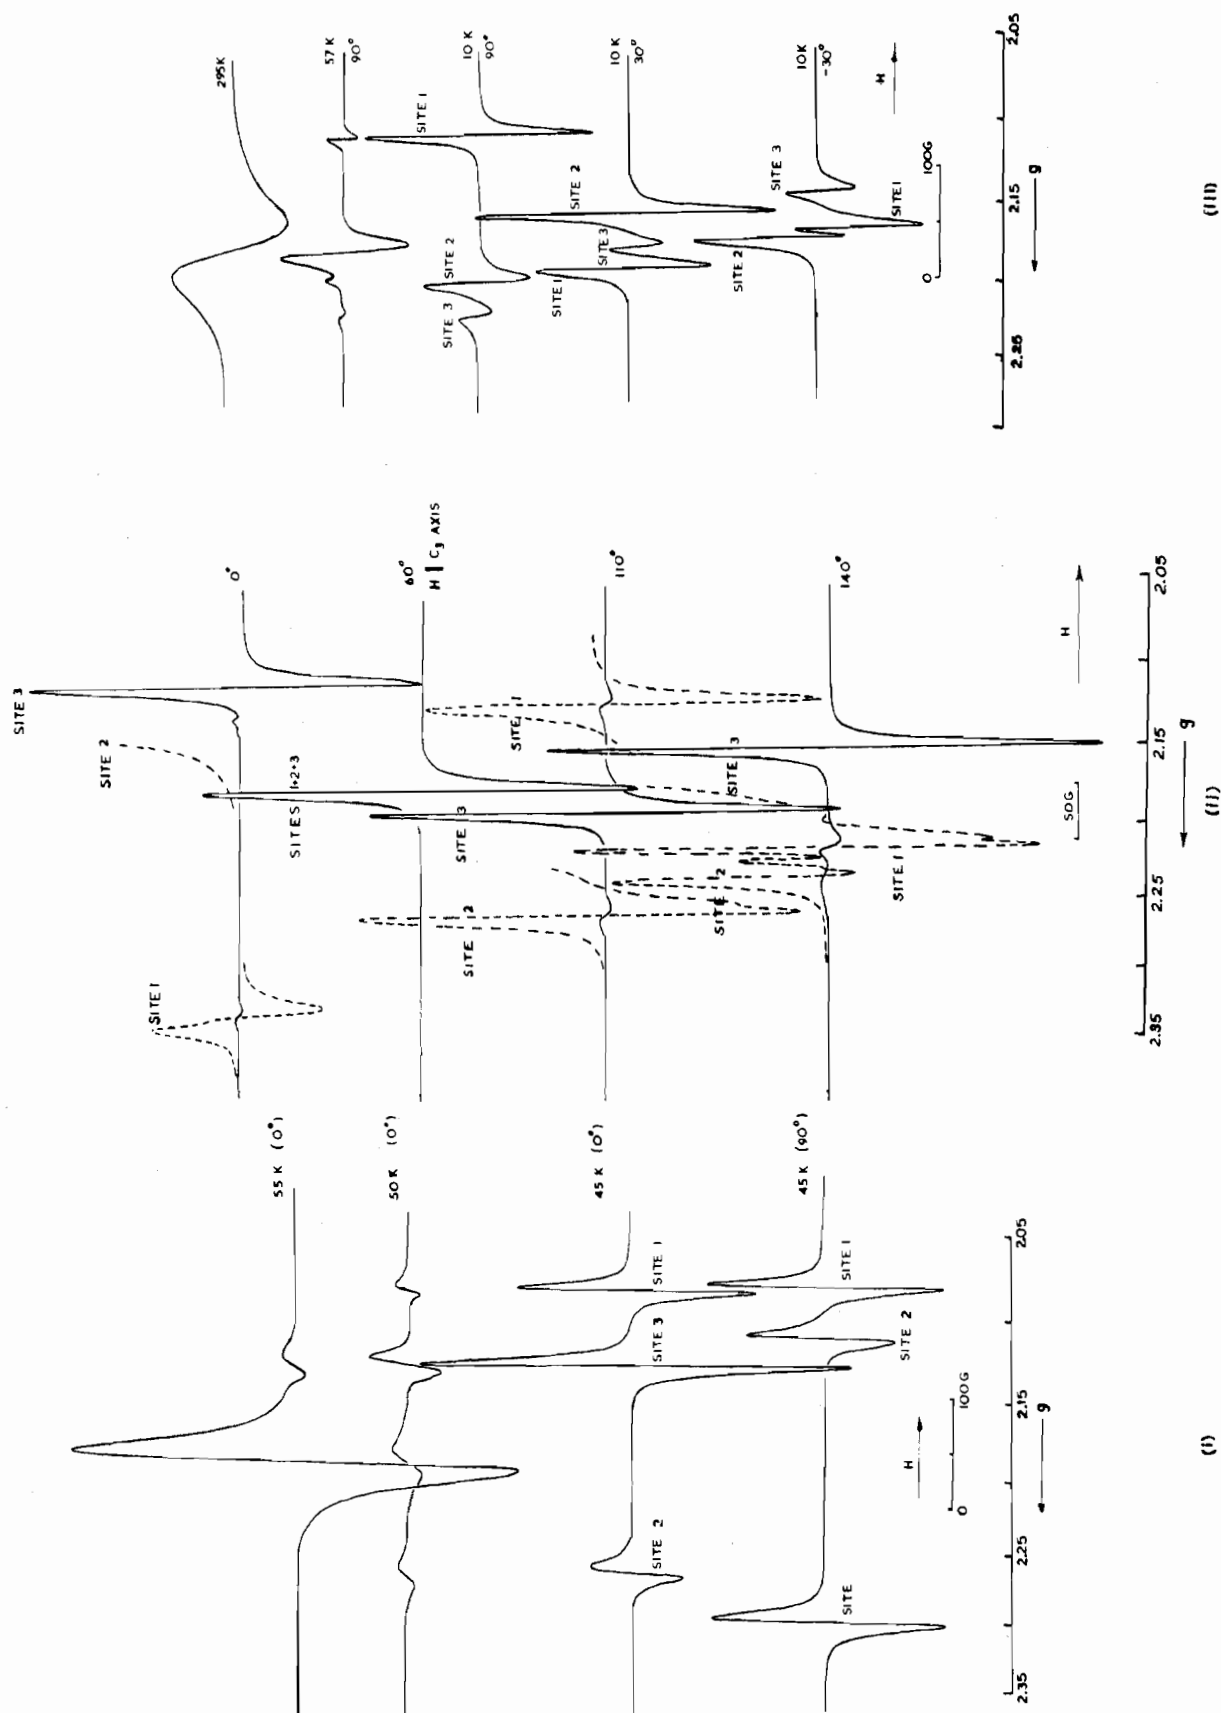 55 K (0°)
50 K (0°)
45 K (0°)
SITE 1
SITE 3
SITE 2
45 K (90°)
SITE 1
SITE 2
SITE
H
0 100G
2.35 2.25 2.15 2.05
g
(i)
SITE 3
0°
SITE 2
SITE 1
60°
H ∥ C3 AXIS
SITES 1+2+3
110°
SITE 1
SITE 3
SITE 2
140°
SITE 3
SITE 2
SITE 1
H
50G
2.35 2.25 2.15 2.05
g
(ii)
295K
57 K
90°
10 K
90°
SITE 1
SITE 2
SITE 3
10K
30°
SITE 2
SITE 3
SITE 1
10K
-30°
SITE 3
SITE 1
SITE 2
H
0 100G
2.25 2.15 2.05
g
(iii)